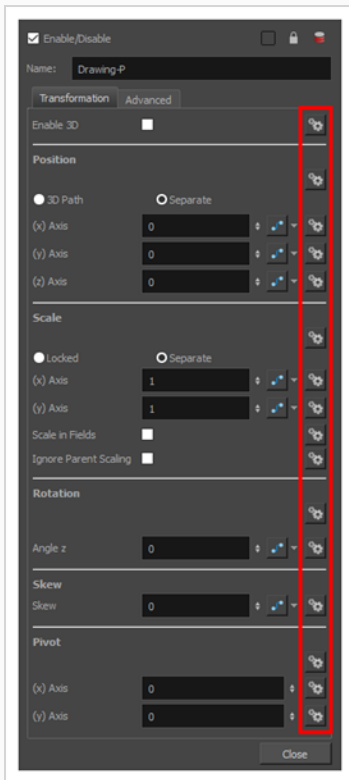 Enable/Disable
Name: Drawing-P
Transformation Advanced
Enable 3D
Position
3D Path Separate
(x) Axis 0
(y) Axis 0
(z) Axis 0
Scale
Locked Separate
(x) Axis 1
(y) Axis 1
Scale in Fields
Ignore Parent Scaling
Rotation
Angle z 0
Skew
Skew 0
Pivot
(x) Axis 0
(y) Axis 0
Close